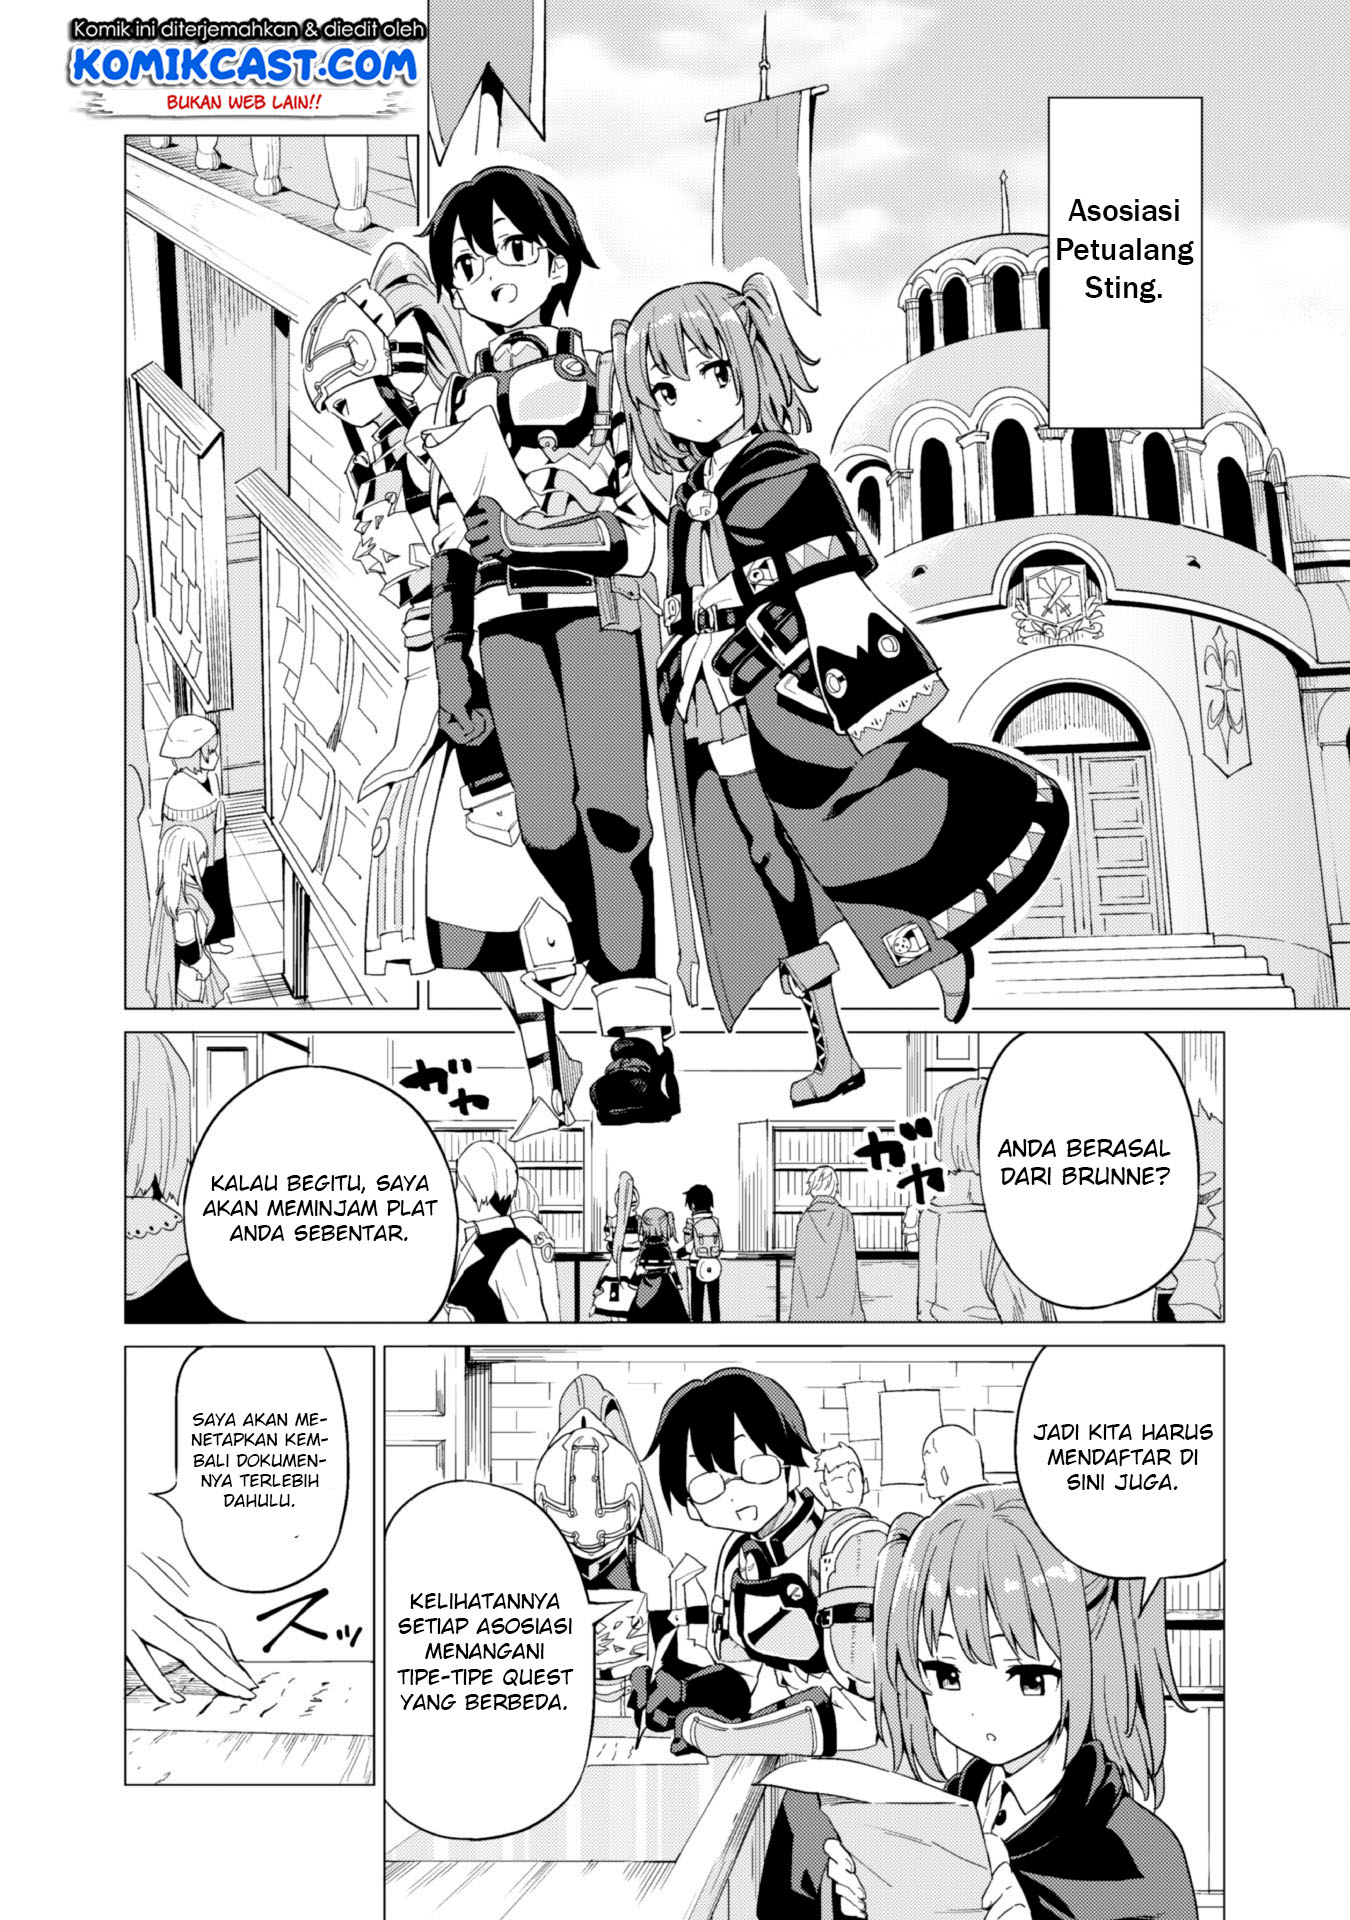 Komik ini diterjemahkan & diedit oleh
KOMIKCAST.COM
BUKAN WEB LAIN!!
Asosiasi
Petualang
Sting.
ANDA BERASAL
DARI BRUNNE?
ガヤ
ガヤ
KALAU BEGITU, SAYA
AKAN MEMINJAM PLAT
ANDA SEBENTAR.
JADI KITA HARUS
MENDAFTAR DI
SINI JUGA.
KELIHATANNYA
SETIAP ASOSIASI
MENANGANI
TIPE-TIPE QUEST
YANG BERBEDA.
SAYA AKAN ME-
NETAPKAN KEM-
BALI DOKUMEN-
NYA TERLEBIH
DAHULU.
スッ